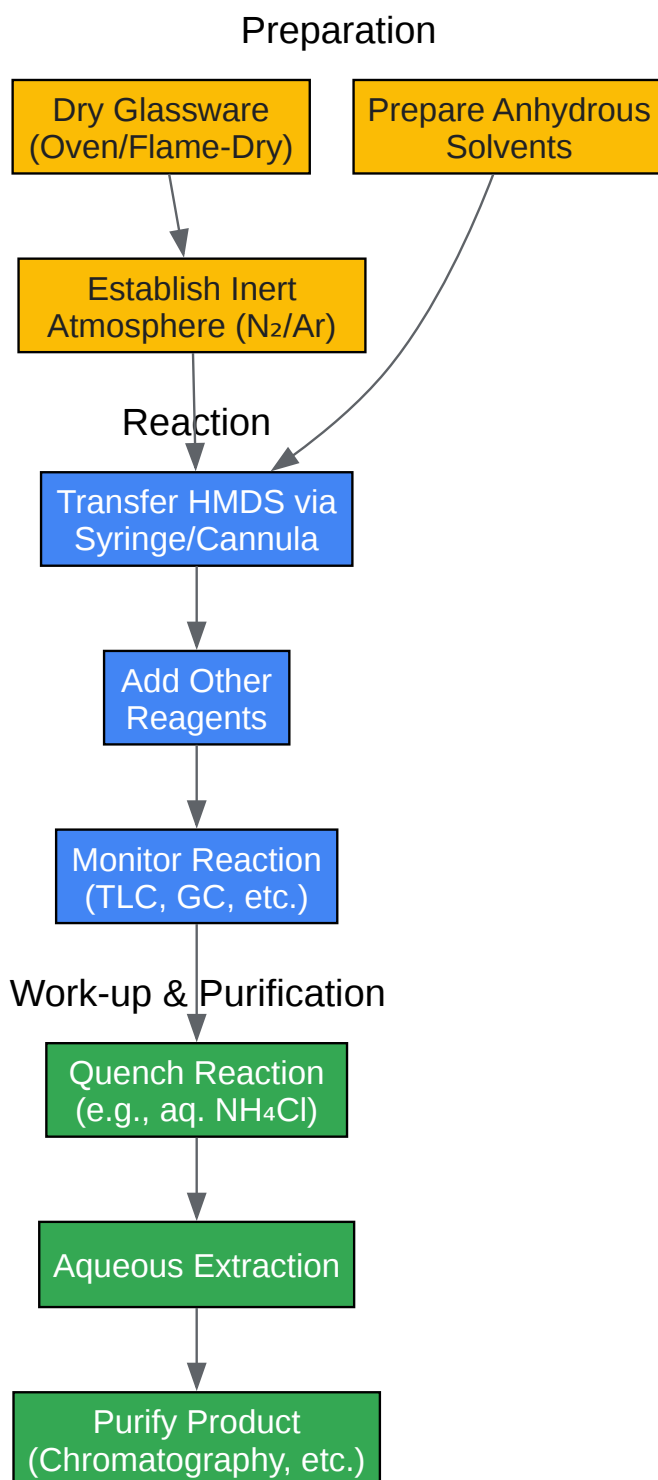 Preparation
Dry Glassware
(Oven/Flame-Dry)
Prepare Anhydrous
Solvents
Establish Inert
Atmosphere (N₂/Ar)
Reaction
Transfer HMDS via
Syringe/Cannula
Add Other
Reagents
Monitor Reaction
(TLC, GC, etc.)
Work-up & Purification
Quench Reaction
(e.g., aq. NH₄Cl)
Aqueous Extraction
Purify Product
(Chromatography, etc.)